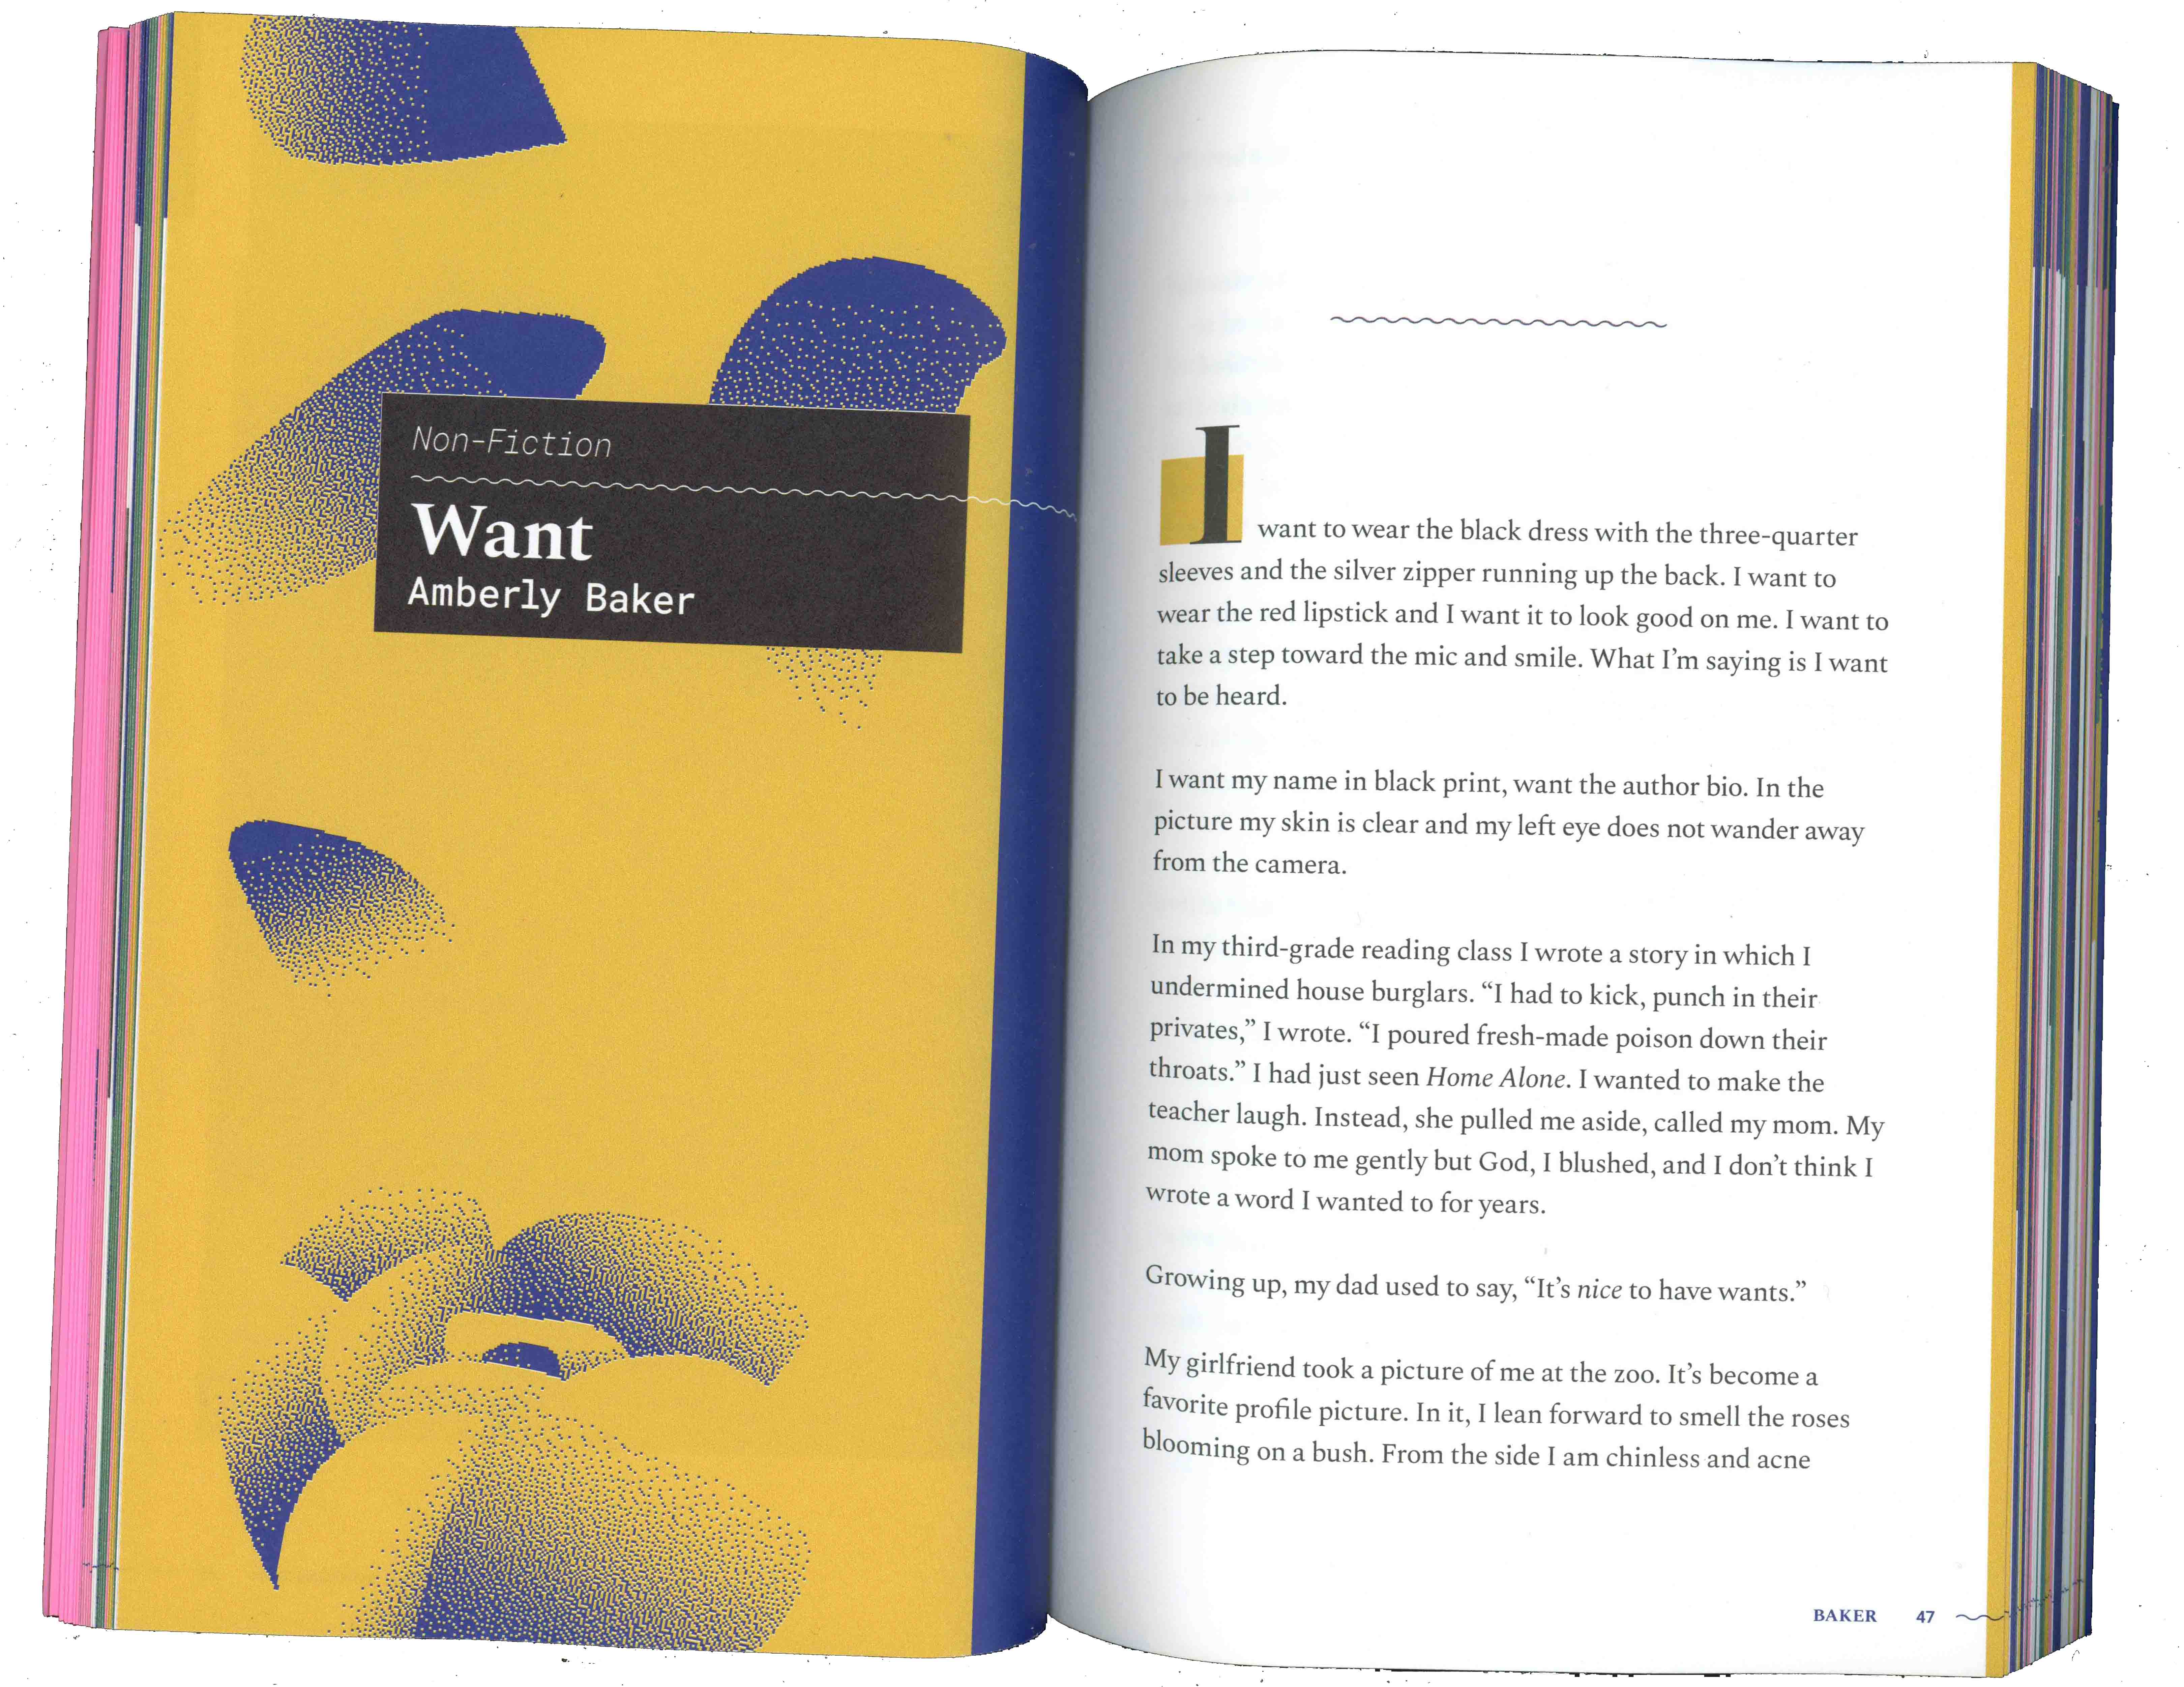 Non-Fiction
Want
Amberly Baker
I want to wear the black dress with the three-quarter
sleeves and the silver zipper running up the back. I want to
wear the red lipstick and I want it to look good on me. I want to
take a step toward the mic and smile. What I’m saying is I want
to be heard.
I want my name in black print, want the author bio. In the
picture my skin is clear and my left eye does not wander away
from the camera.
In my third-grade reading class I wrote a story in which I
undermined house burglars. “I had to kick, punch in their
privates,” I wrote. “I poured fresh-made poison down their
throats.” I had just seen Home Alone. I wanted to make the
teacher laugh. Instead, she pulled me aside, called my mom. My
mom spoke to me gently but God, I blushed, and I don’t think I
wrote a word I wanted to for years.
Growing up, my dad used to say, “It’s nice to have wants.”
My girlfriend took a picture of me at the zoo. It’s become a
favorite profile picture. In it, I lean forward to smell the roses
blooming on a bush. From the side I am chinless and acne
BAKER 47